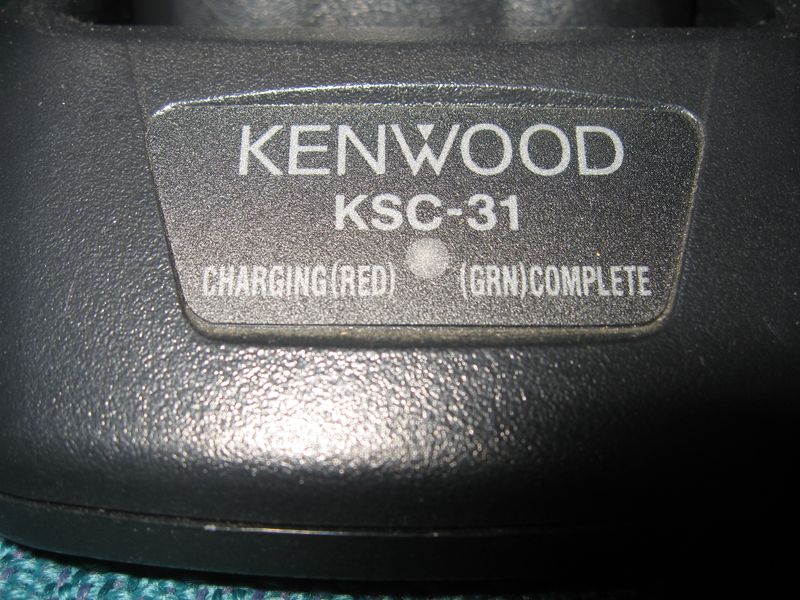 KENWOOD
KSC-31
CHARGING(RED) (GRN)COMPLETE